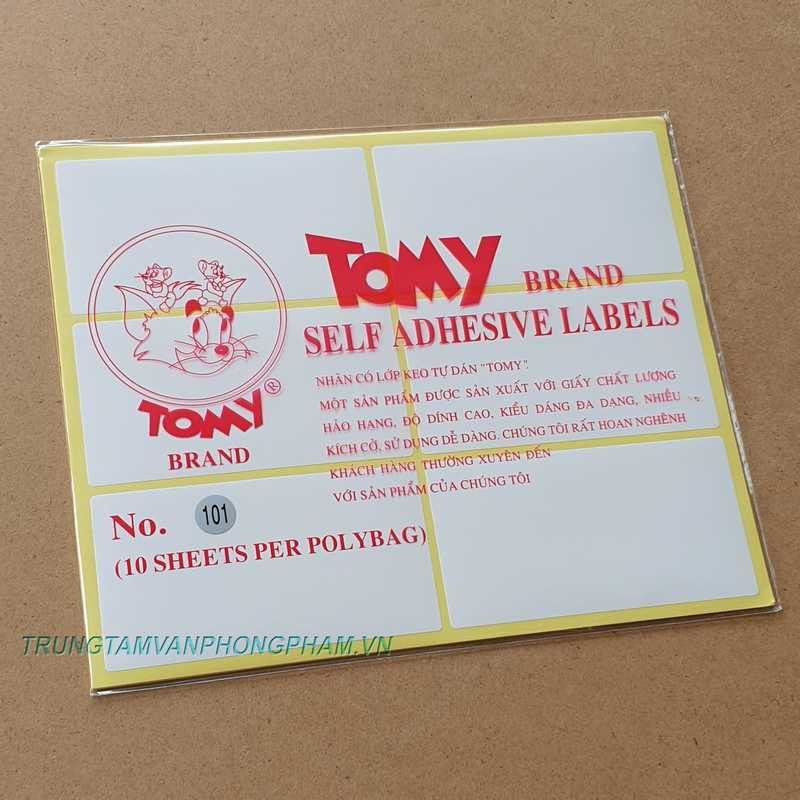 TOMY BRAND
SELF ADHESIVE LABELS
NHÃN CÓ LỚP KEO TỰ DÁN "TOMY".
MỘT SẢN PHẨM ĐƯỢC SẢN XUẤT VỚI GIẤY CHẤT LƯỢNG
HẢO HẠNG, ĐỘ DÍNH CAO, KIỂU DÁNG ĐA DẠNG, NHIỀU
KÍCH CỠ, SỬ DỤNG DỄ DÀNG. CHÚNG TÔI RẤT HOAN NGHÊNH
KHÁCH HÀNG THƯỜNG XUYÊN ĐẾN
VỚI SẢN PHẨM CỦA CHÚNG TÔI
TOMY ®
BRAND
No. 101
(10 SHEETS PER POLYBAG)
TRUNGTAMVANPHONGPHAM.VN